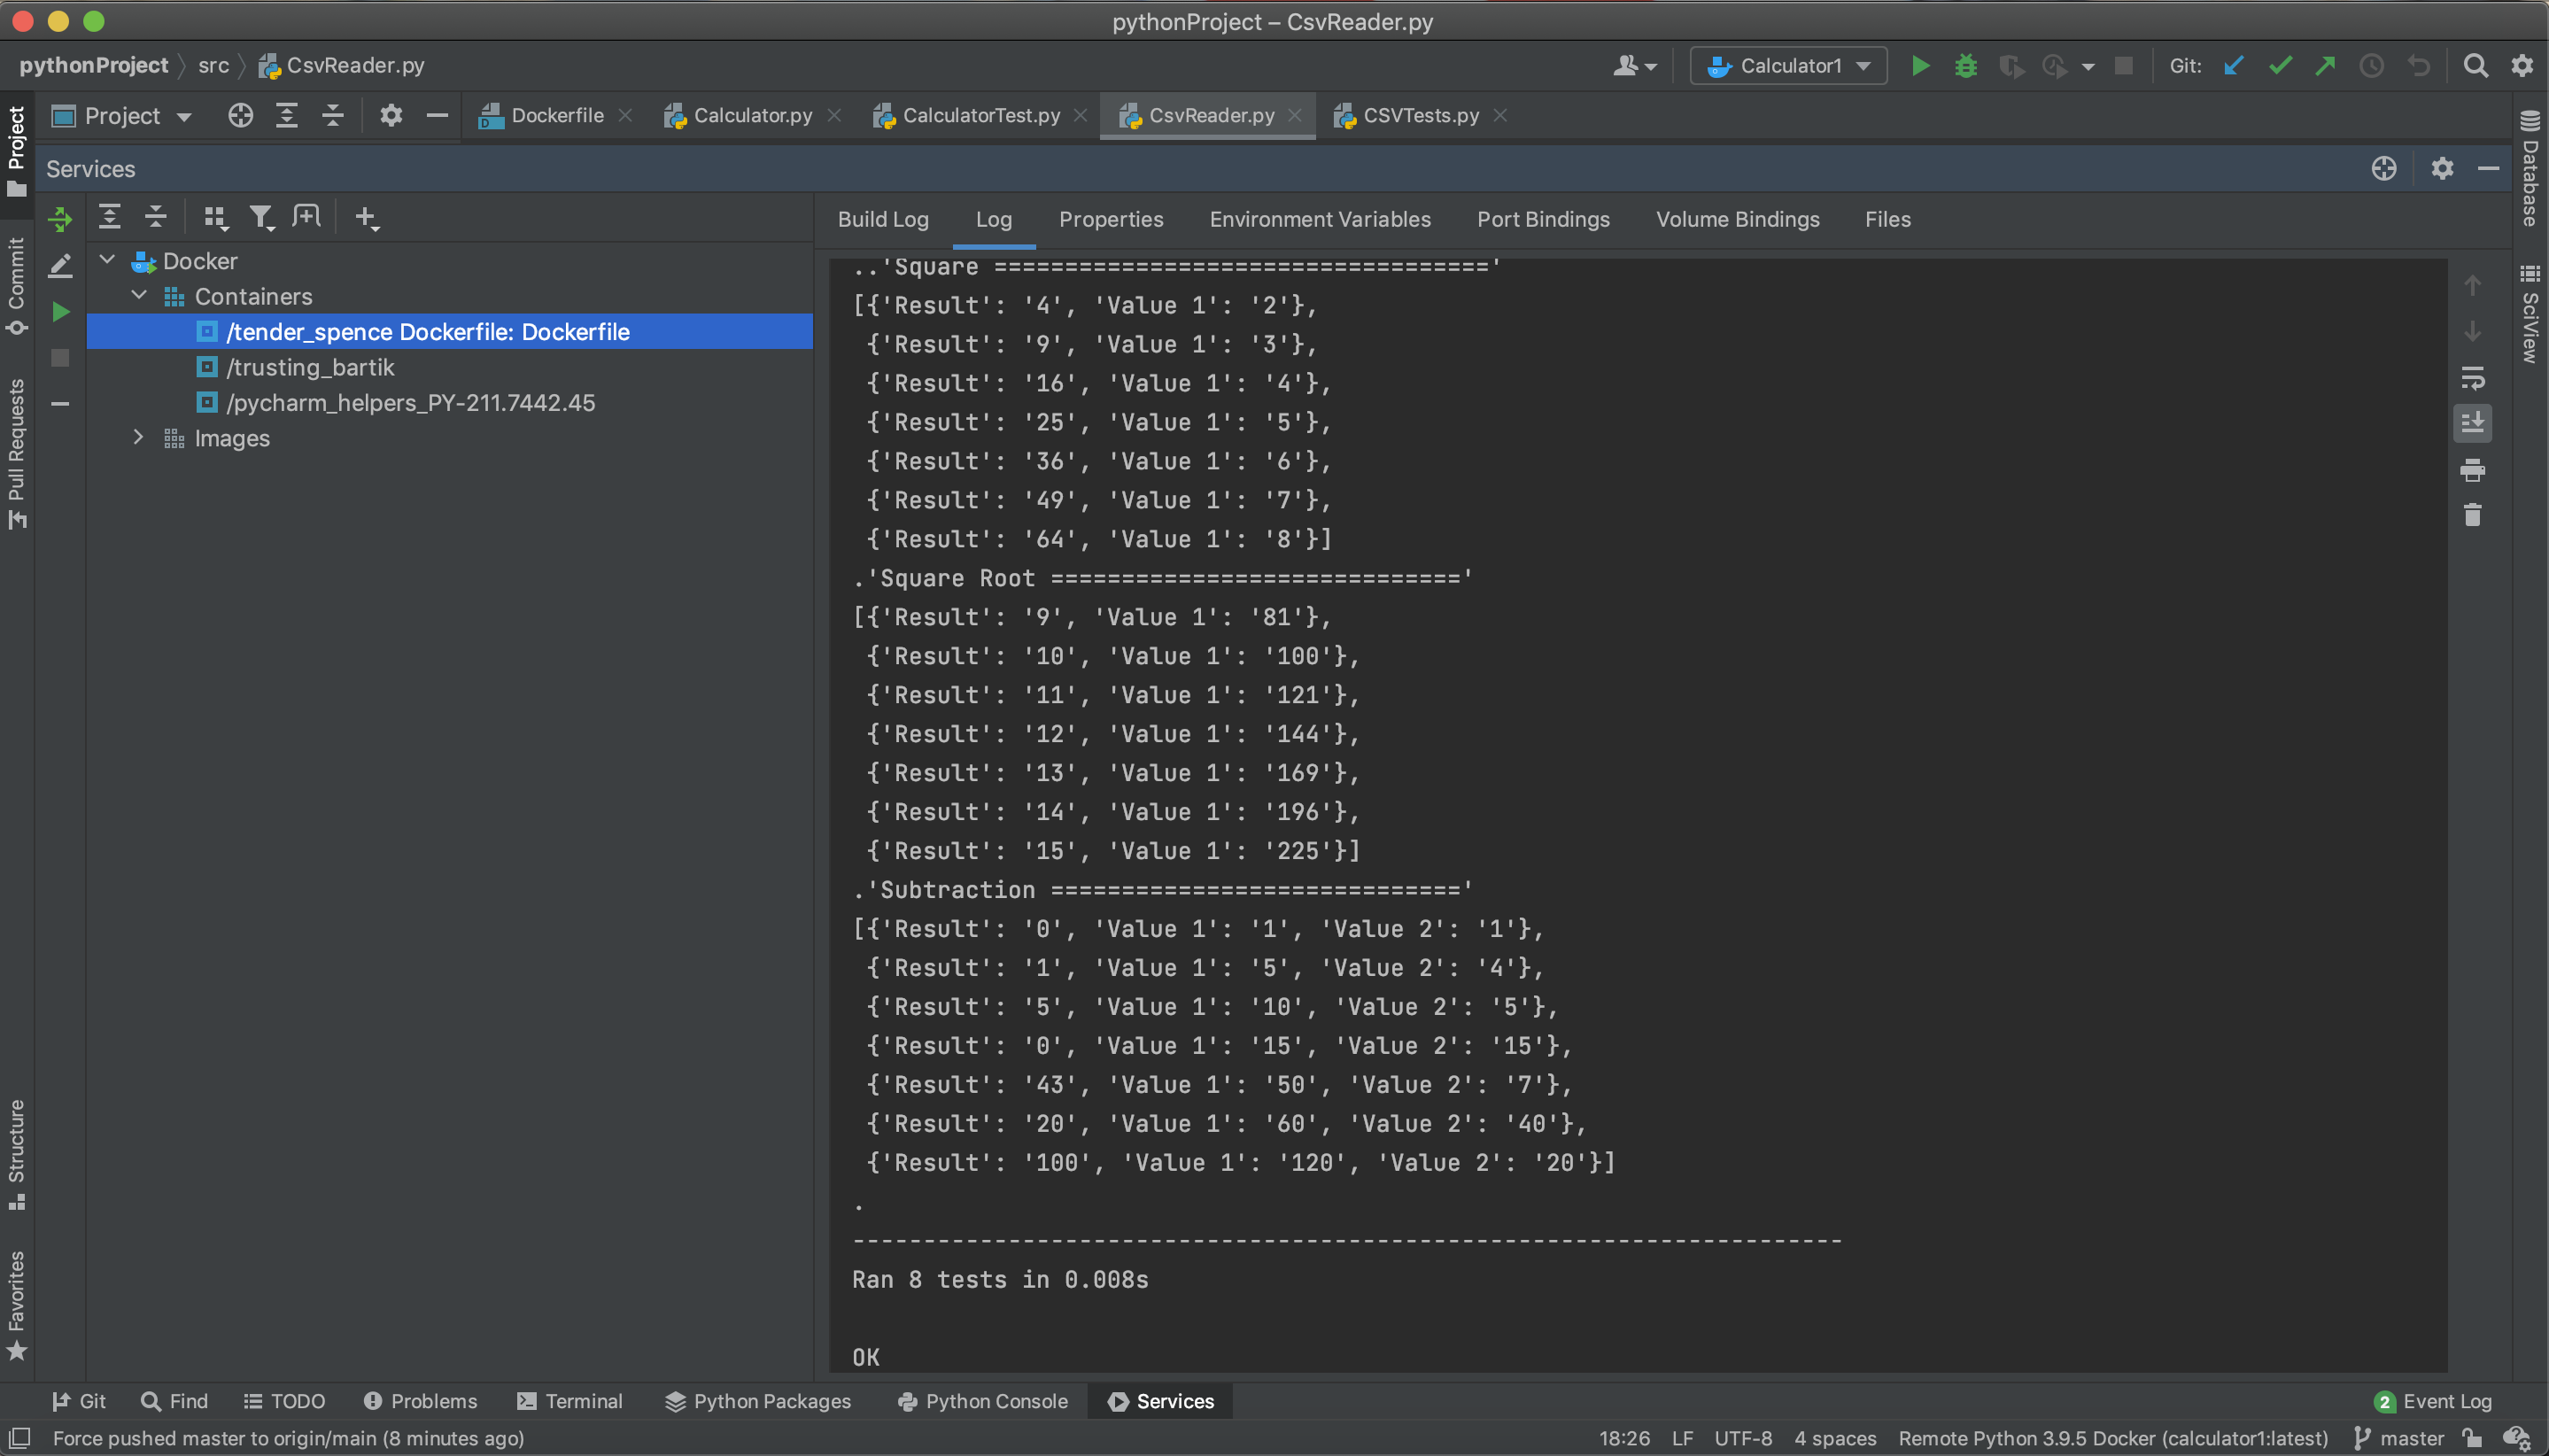 pythonProject – CsvReader.py
pythonProject src CsvReader.py Calculator1 Git:
Project Dockerfile Calculator.py CalculatorTest.py CsvReader.py CSVTests.py
Services
Build Log Log Properties Environment Variables Port Bindings Volume Bindings Files
Docker
Containers
/tender_spence Dockerfile: Dockerfile
/trusting_bartik
/pycharm_helpers_PY-211.7442.45
Images
..'Square ==================================='
[{'Result': '4', 'Value 1': '2'},
{'Result': '9', 'Value 1': '3'},
{'Result': '16', 'Value 1': '4'},
{'Result': '25', 'Value 1': '5'},
{'Result': '36', 'Value 1': '6'},
{'Result': '49', 'Value 1': '7'},
{'Result': '64', 'Value 1': '8'}]
.'Square Root ============================='
[{'Result': '9', 'Value 1': '81'},
{'Result': '10', 'Value 1': '100'},
{'Result': '11', 'Value 1': '121'},
{'Result': '12', 'Value 1': '144'},
{'Result': '13', 'Value 1': '169'},
{'Result': '14', 'Value 1': '196'},
{'Result': '15', 'Value 1': '225'}]
.'Subtraction ============================='
[{'Result': '0', 'Value 1': '1', 'Value 2': '1'},
{'Result': '1', 'Value 1': '5', 'Value 2': '4'},
{'Result': '5', 'Value 1': '10', 'Value 2': '5'},
{'Result': '0', 'Value 1': '15', 'Value 2': '15'},
{'Result': '43', 'Value 1': '50', 'Value 2': '7'},
{'Result': '20', 'Value 1': '60', 'Value 2': '40'},
{'Result': '100', 'Value 1': '120', 'Value 2': '20'}]
.
----------------------------------------------------------------------
Ran 8 tests in 0.008s
OK
Project
Commit
Pull Requests
Structure
Favorites
Database
SciView
Git Find TODO Problems Terminal Python Packages Python Console Services 2 Event Log
Force pushed master to origin/main (8 minutes ago) 18:26 LF UTF-8 4 spaces Remote Python 3.9.5 Docker (calculator1:latest) master